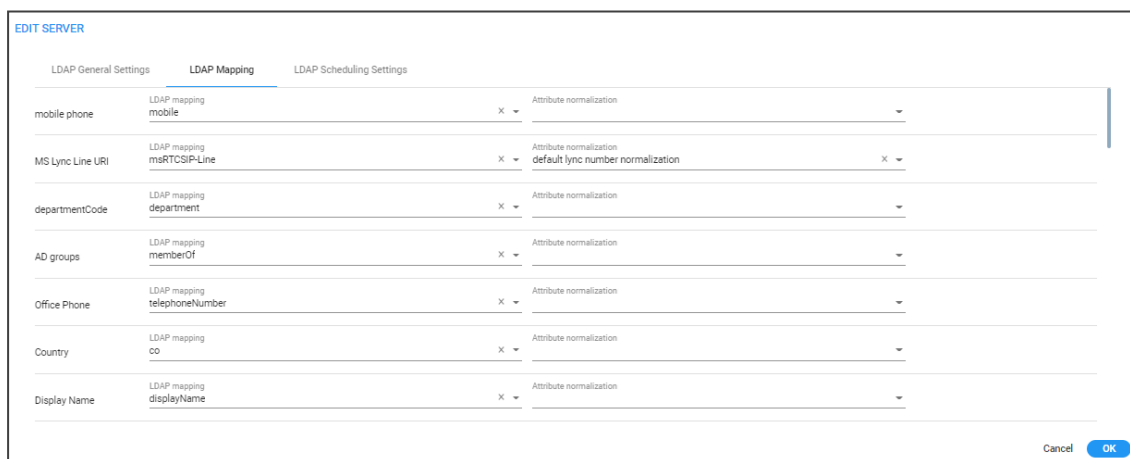 EDIT SERVER
LDAP General Settings LDAP Mapping LDAP Scheduling Settings
LDAP mapping Attribute normalization
mobile phone mobile
LDAP mapping Attribute normalization
MS Lync Line URI msRTCSIP-Line default lync number normalization
LDAP mapping Attribute normalization
departmentCode department
LDAP mapping Attribute normalization
AD groups memberOf
LDAP mapping Attribute normalization
Office Phone telephoneNumber
LDAP mapping Attribute normalization
Country co
LDAP mapping Attribute normalization
Display Name displayName
Cancel OK